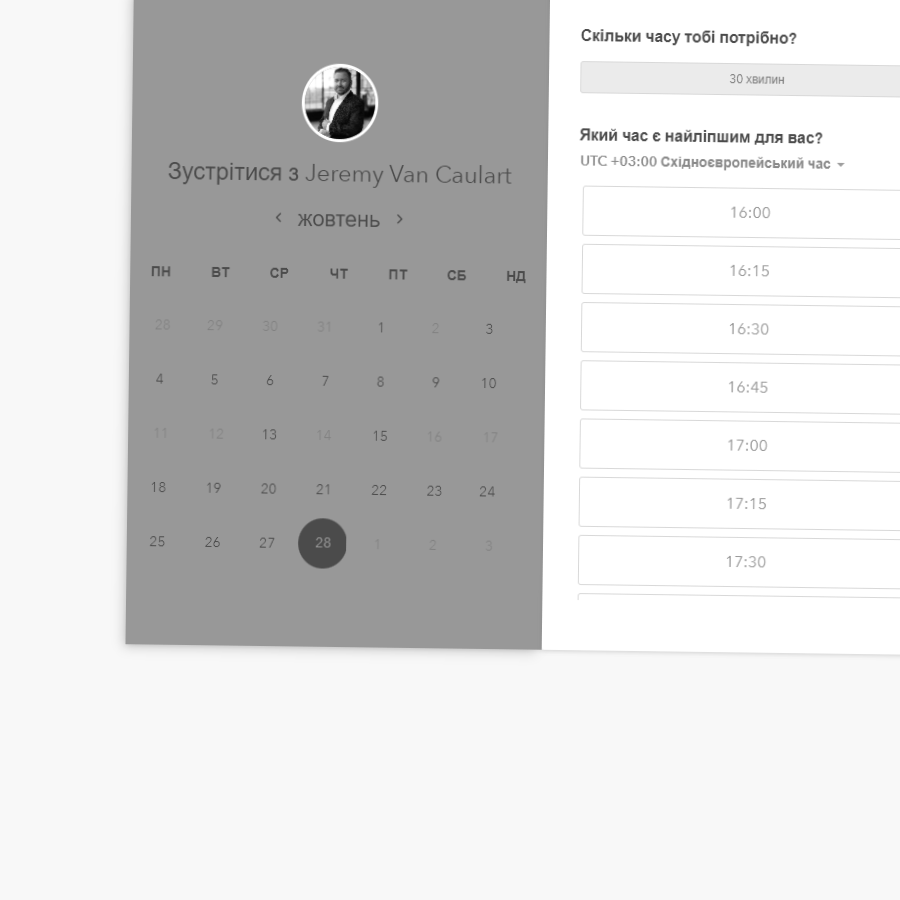 Зустрітися з Jeremy Van Caulart
‹ жовтень ›
ПН ВТ СР ЧТ ПТ СБ НД
28 29 30 31 1 2 3
4 5 6 7 8 9 10
11 12 13 14 15 16 17
18 19 20 21 22 23 24
25 26 27 28 1 2 3
Скільки часу тобі потрібно?
30 хвилин
Який час є найліпшим для вас?
UTC +03:00 Східноєвропейський час
16:00
16:15
16:30
16:45
17:00
17:15
17:30